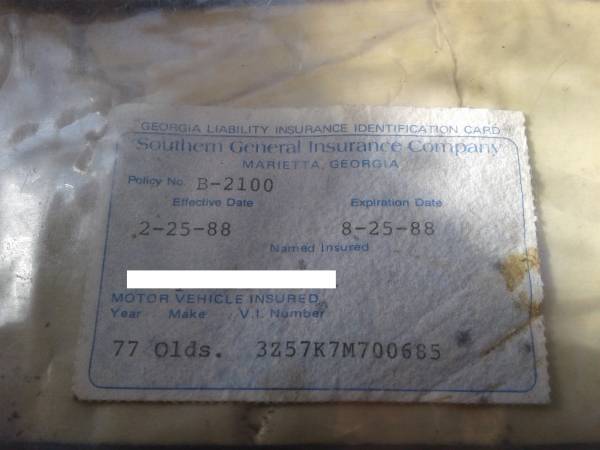 GEORGIA LIABILITY INSURANCE IDENTIFICATION CARD
Southern General Insurance Company
MARIETTA, GEORGIA
Policy No. B-2100
Effective Date Expiration Date
2-25-88 8-25-88
Named Insured
MOTOR VEHICLE INSURED
Year Make V.I. Number
77 Olds. 3Z57K7M700685